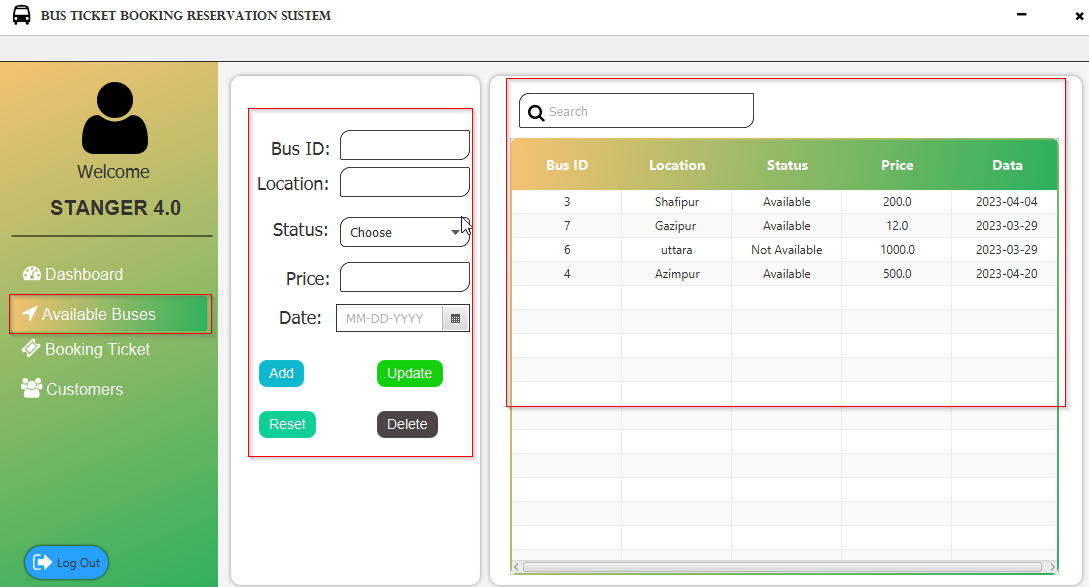 BUS TICKET BOOKING RESERVATION SUSTEM
Welcome
STANGER 4.0
Dashboard
Available Buses
Booking Ticket
Customers
Log Out
Bus ID:
Location:
Status: Choose
Price:
Date: MM-DD-YYYY
Add Update
Reset Delete
Search
Bus ID Location Status Price Data
3 Shafipur Available 200.0 2023-04-04
7 Gazipur Available 12.0 2023-03-29
6 uttara Not Available 1000.0 2023-03-29
4 Azimpur Available 500.0 2023-04-20